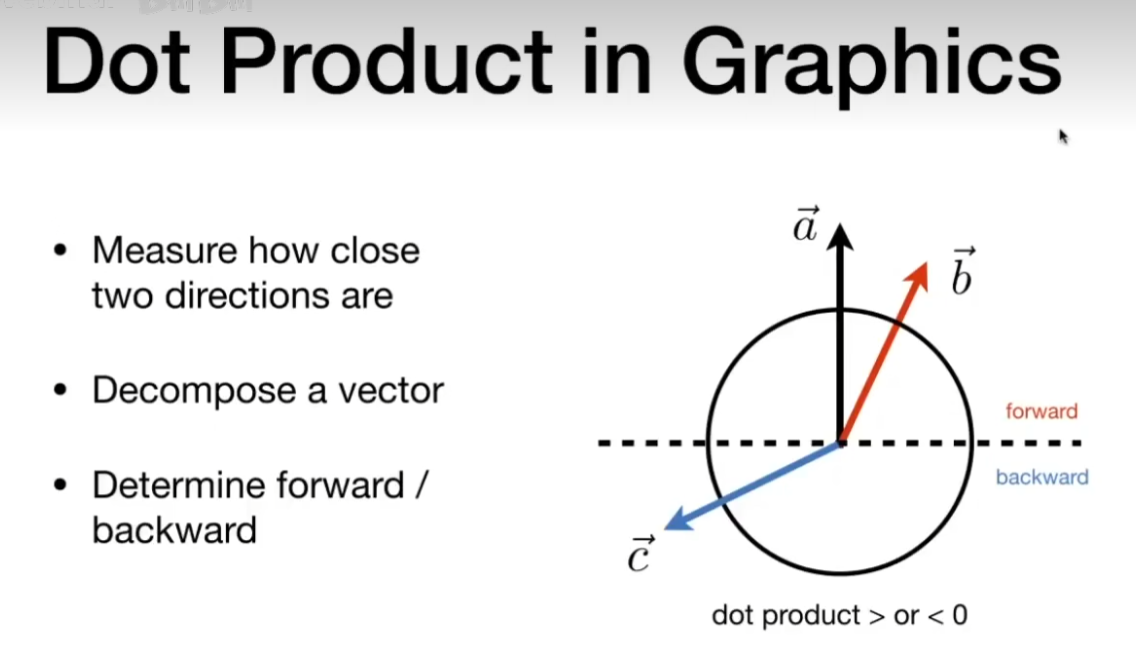 Dot Product in Graphics
• Measure how close
two directions are
• Decompose a vector
• Determine forward /
backward
$\vec{a}$
$\vec{b}$
forward
backward
$\vec{c}$
dot product > or < 0